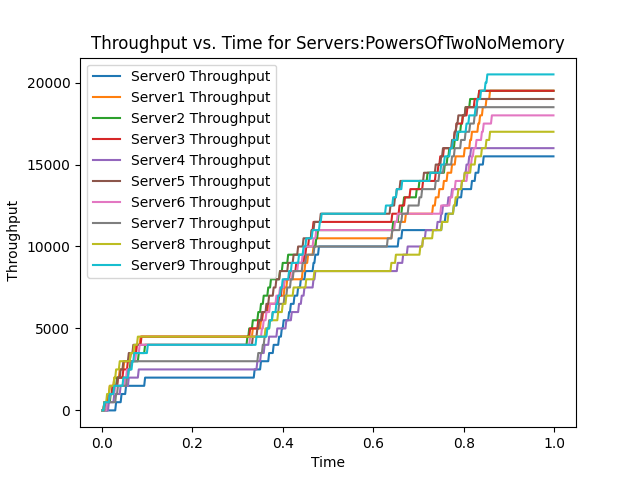 Throughput vs. Time for Servers:PowersOfTwoNoMemory
Server0 Throughput
Server1 Throughput
Server2 Throughput
Server3 Throughput
Server4 Throughput
Server5 Throughput
Server6 Throughput
Server7 Throughput
Server8 Throughput
Server9 Throughput
Throughput
20000
15000
10000
5000
0
0.0 0.2 0.4 0.6 0.8 1.0
Time